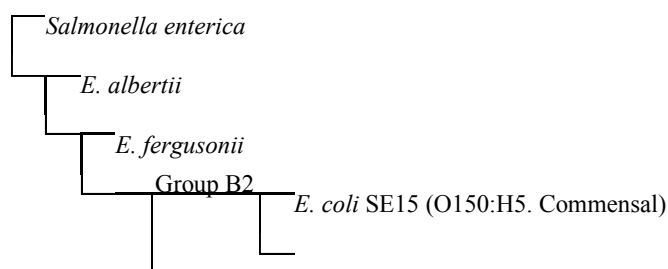 Salmonella enterica
E. albertii
E. fergusonii
Group B2
E. coli SE15 (O150:H5. Commensal)